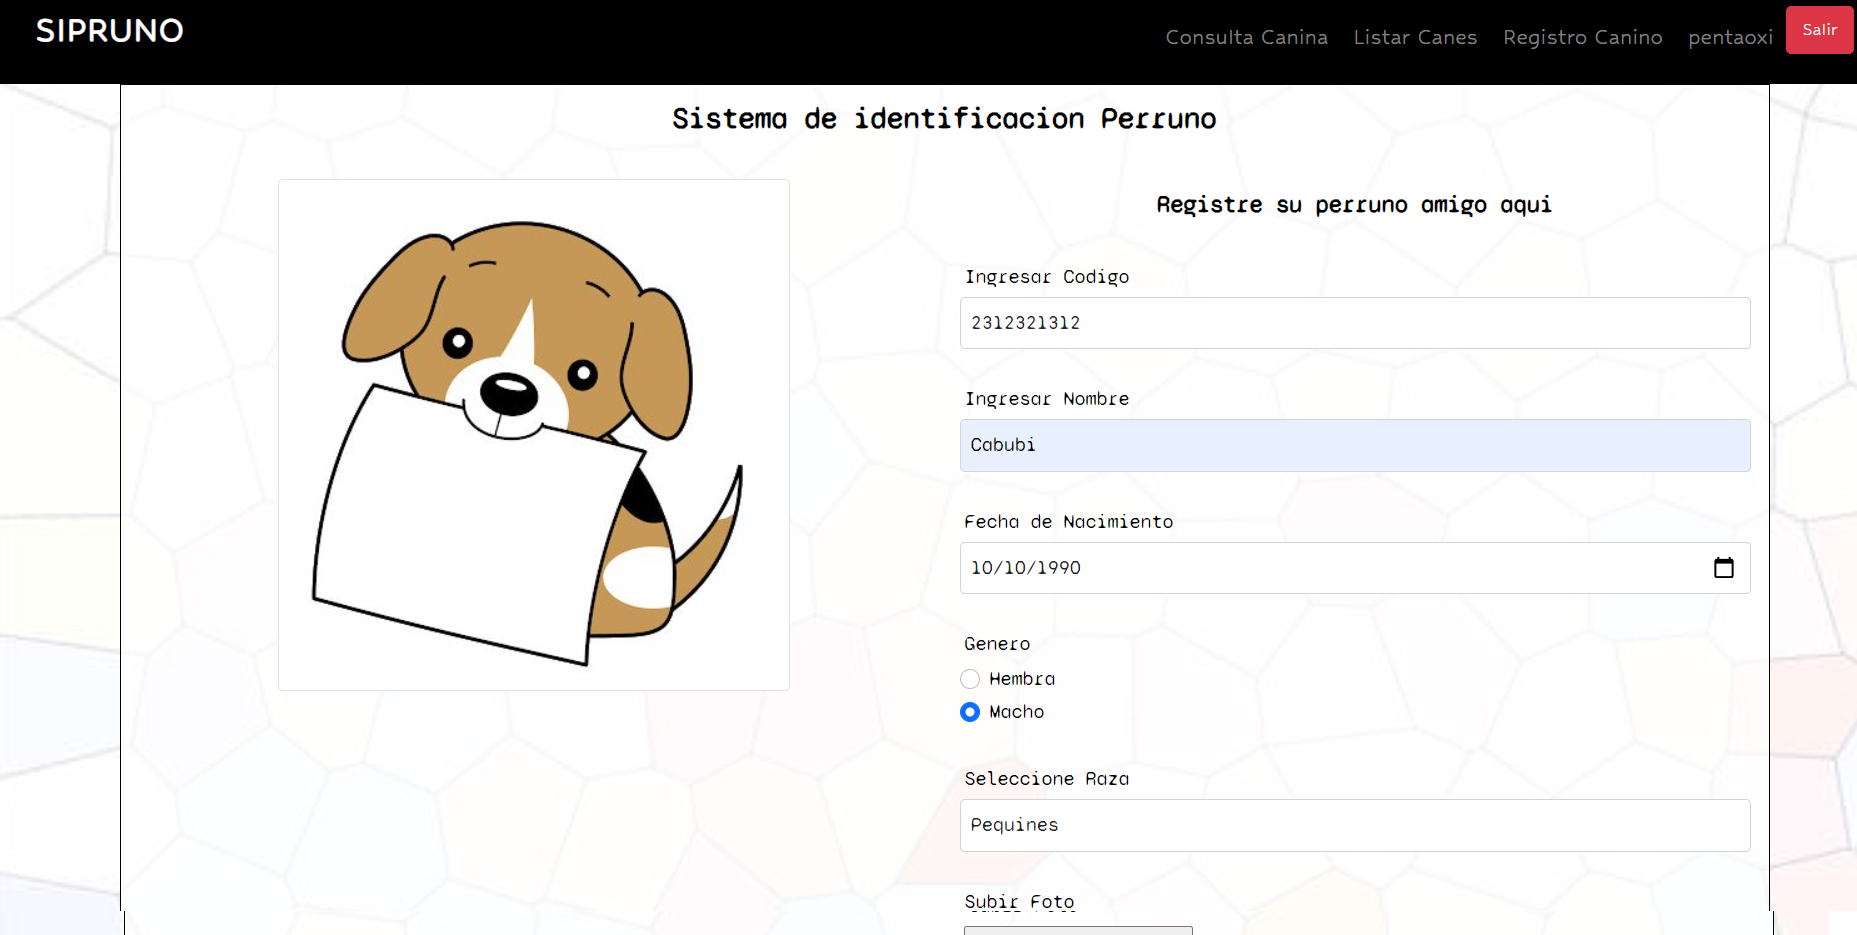 SIPRUNO
Consulta Canina
Listar Canes
Registro Canino
pentaoxi
Salir
Sistema de identificacion Perruno
Registre su perruno amigo aqui
Ingresar Codigo
2312321312
Ingresar Nombre
Cabubi
Fecha de Nacimiento
10/10/1990
Genero
Hembra
Macho
Seleccione Raza
Pequines
Subir Foto